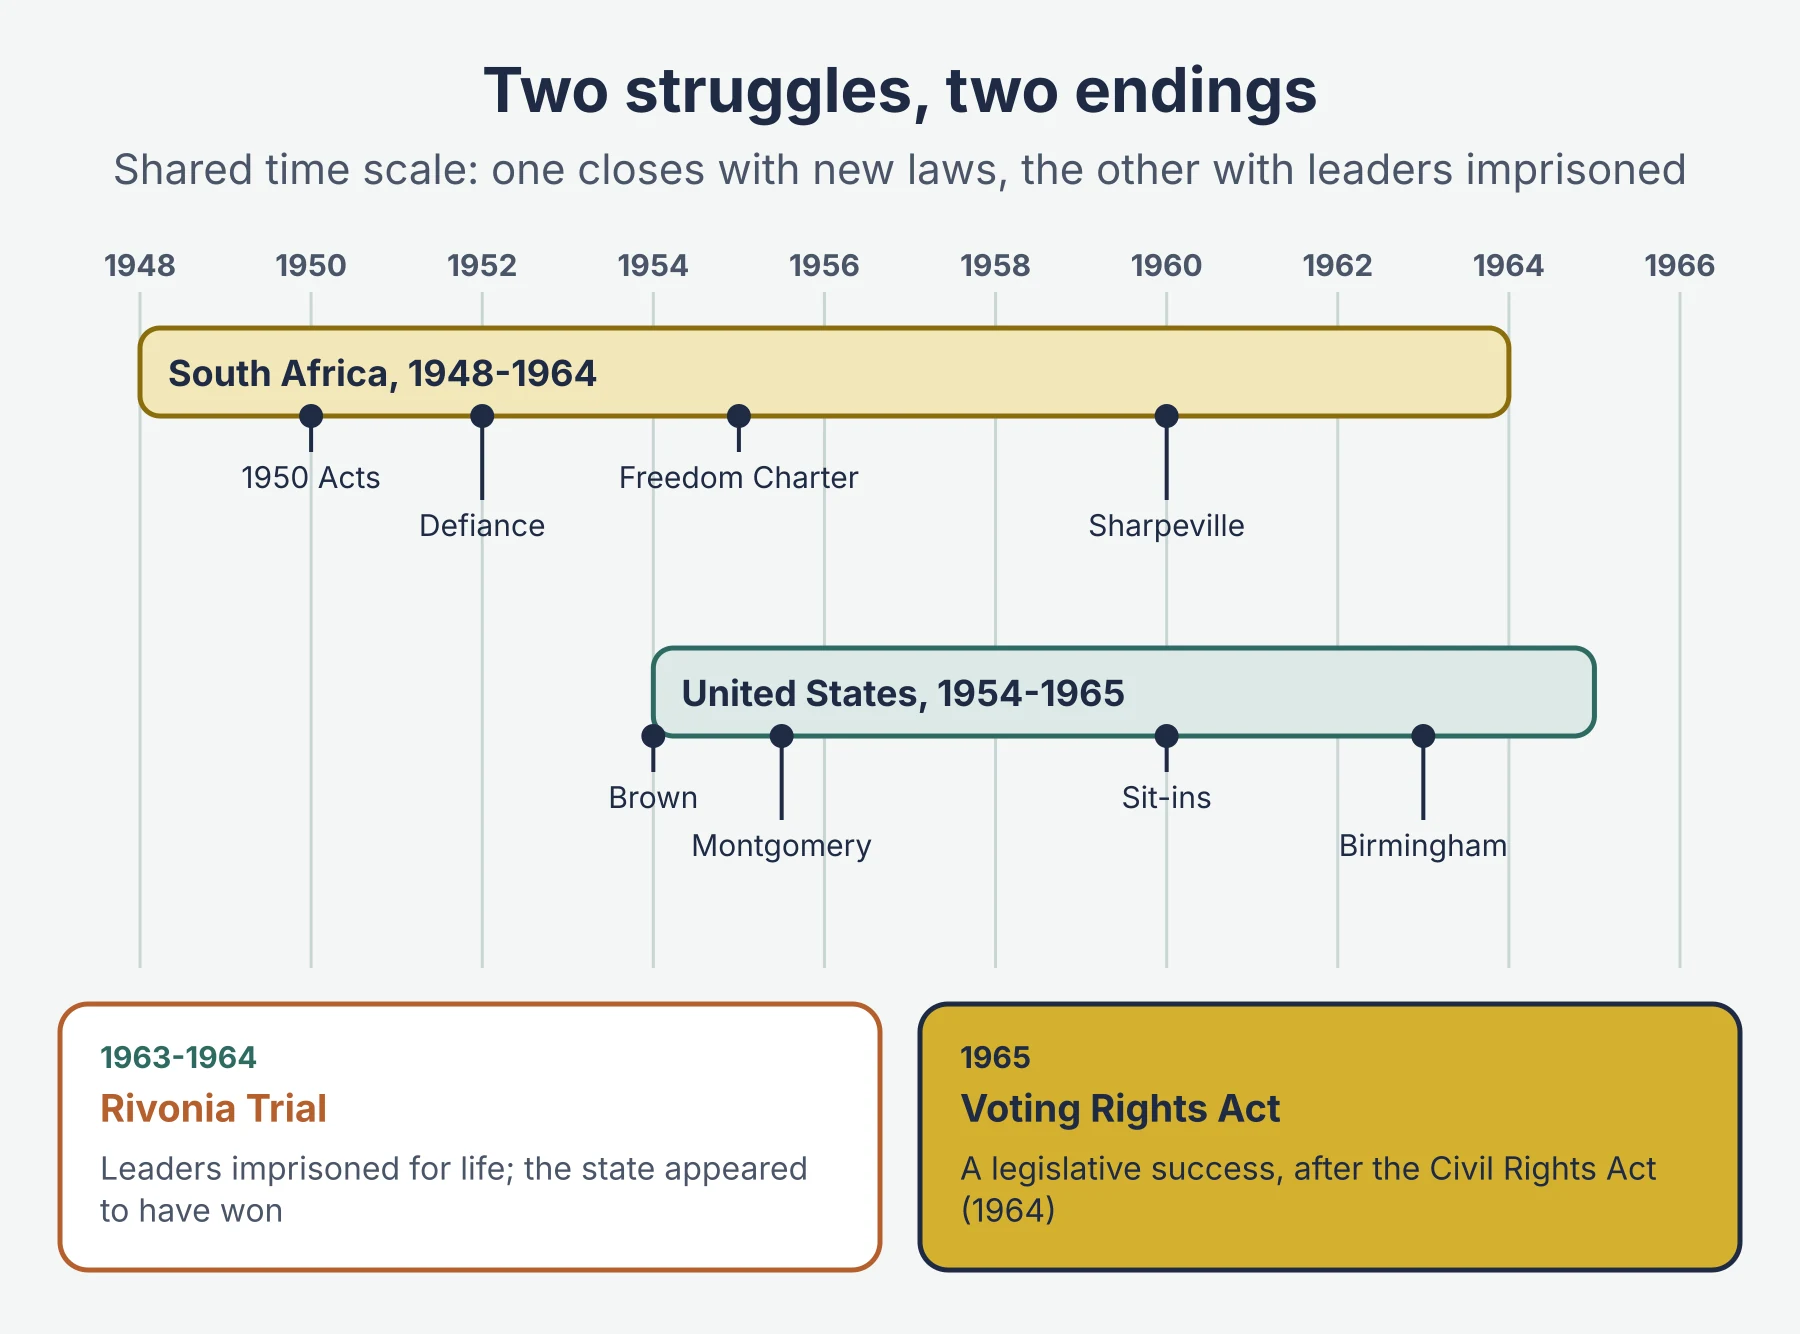 Two struggles, two endings
Shared time scale: one closes with new laws, the other with leaders imprisoned
1948 1950 1952 1954 1956 1958 1960 1962 1964 1966
South Africa, 1948-1964
1950 Acts
Freedom Charter
Defiance
Sharpeville
United States, 1954-1965
Brown
Sit-ins
Montgomery
Birmingham
1963-1964
Rivonia Trial
Leaders imprisoned for life; the state appeared
to have won
1965
Voting Rights Act
A legislative success, after the Civil Rights Act
(1964)